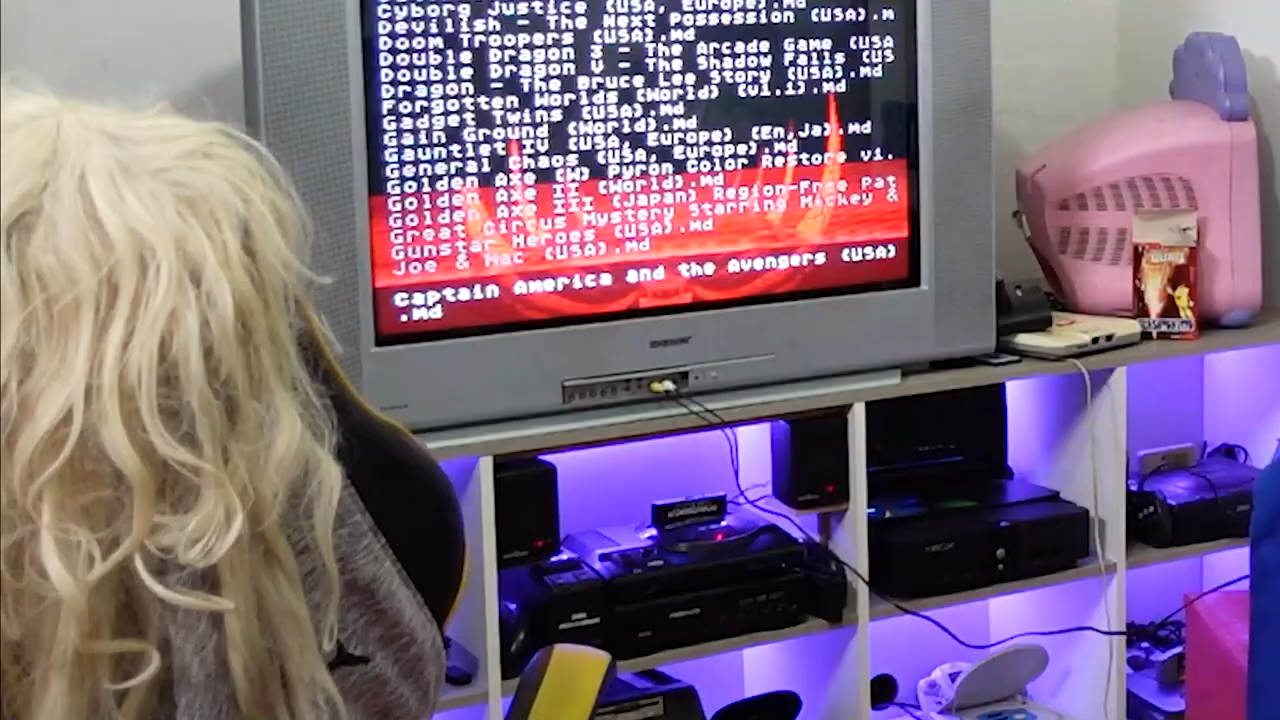 Cyborg Justice (USA, Europe).Md
Devilish - The Next Possession (USA).M
Doom Troopers (USA).Md
Double Dragon 3 - The Arcade Game (USA
Double Dragon V - The Shadow Falls (US
Dragon - The Bruce Lee Story (USA).Md
Forgotten Worlds (World) (v1.1).Md
Gadget Twins (USA).Md
Gain Ground (World).Md
Gauntlet IV (USA, Europe) (En,Ja).Md
General Chaos (USA, Europe).Md
Golden Axe (W) Pyron Color Restore v1.
Golden Axe II (World).Md
Golden Axe III (Japan) Region-Free Pat
Great Circus Mystery Starring Mickey &
Gunstar Heroes (USA).Md
Joe & Mac (USA).Md
Captain America and the Avengers (USA)
.Md
XBOX